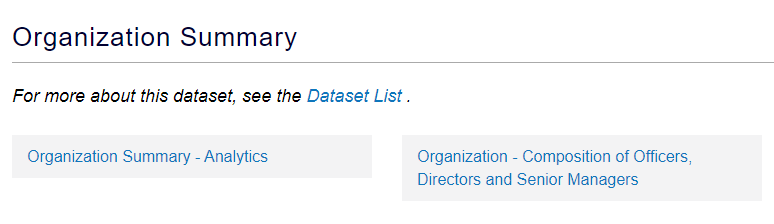 Organization Summary
For more about this dataset, see the Dataset List .
Organization Summary - Analytics
Organization - Composition of Officers,
Directors and Senior Managers